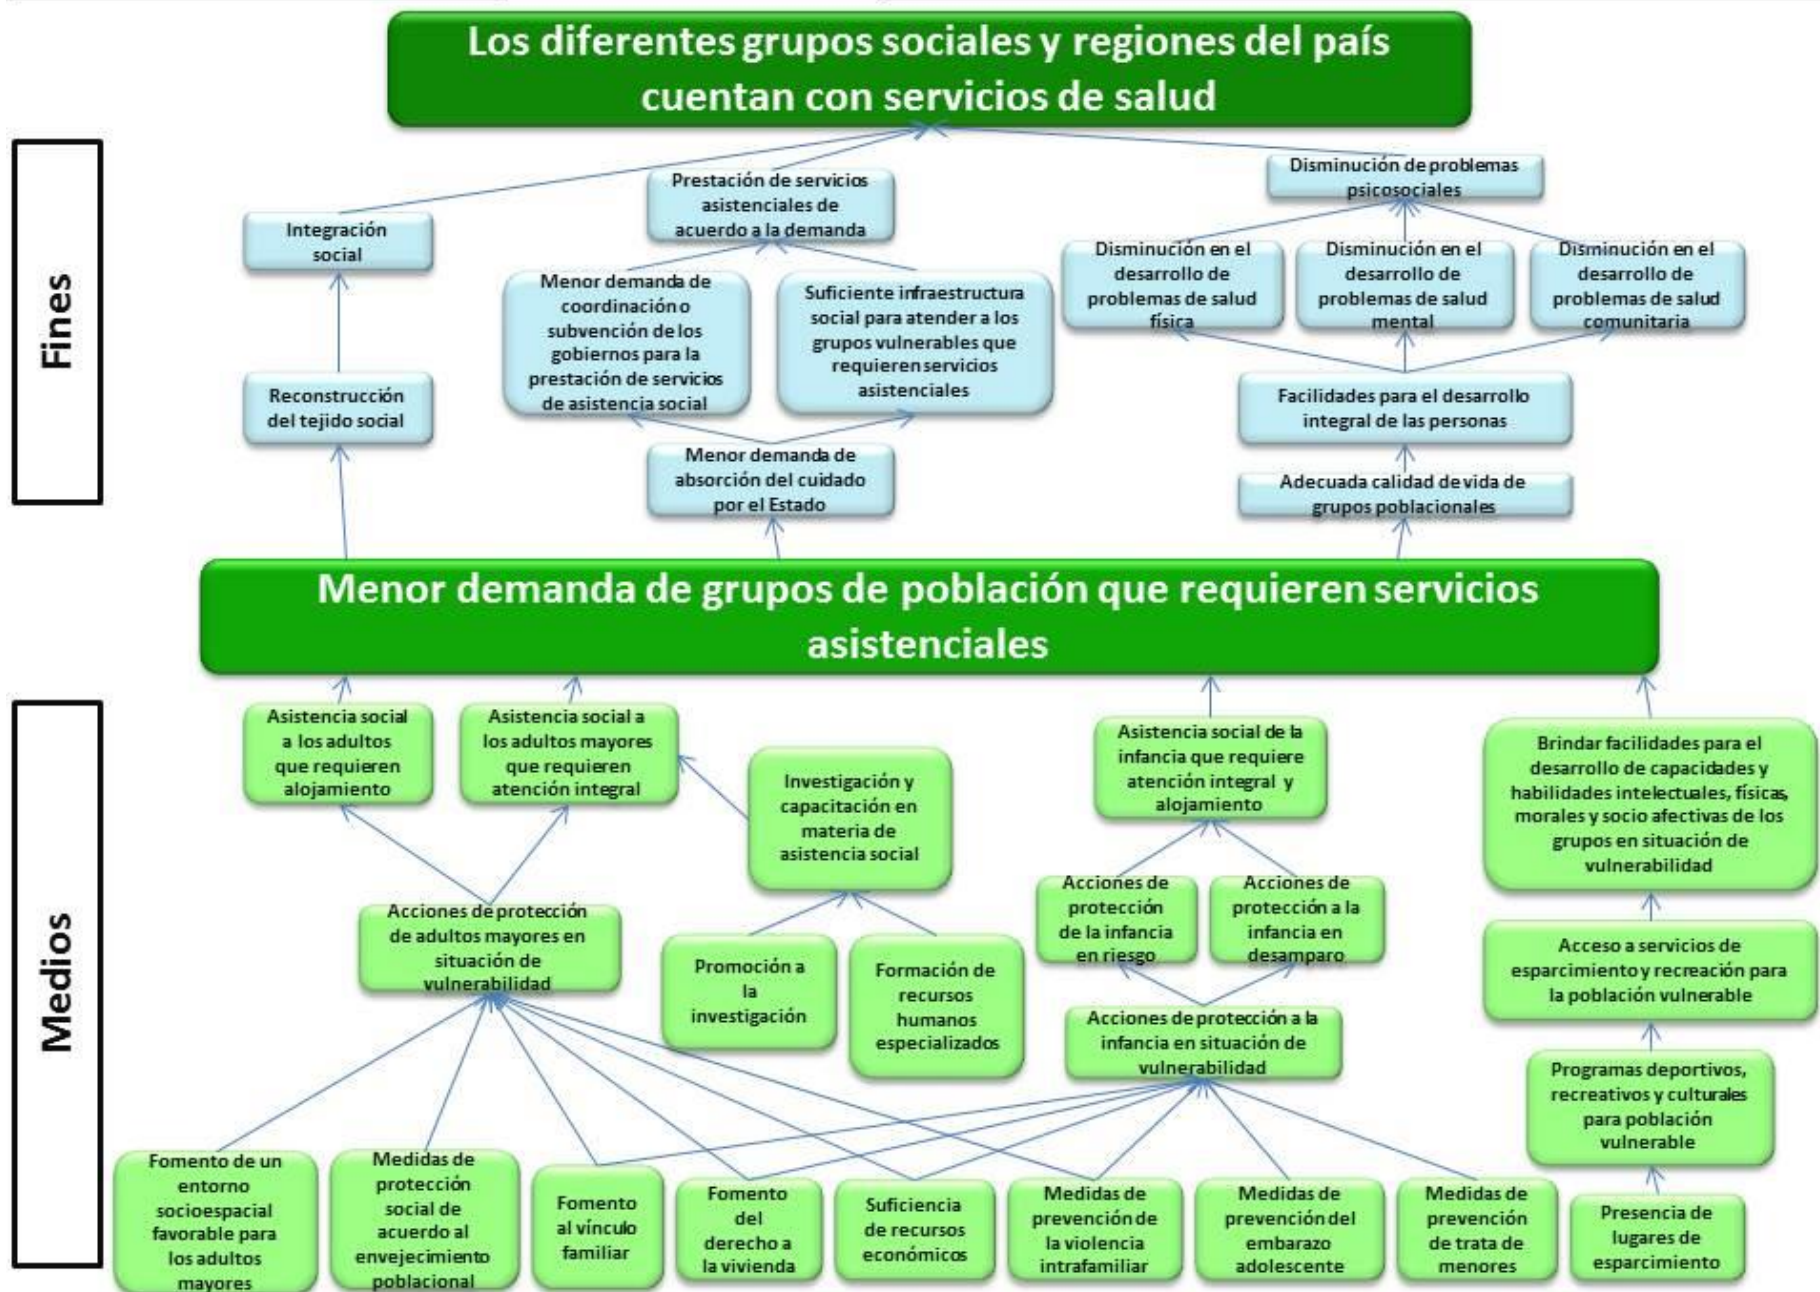 Los diferentes grupos sociales y regiones del país
cuentan con servicios de salud
Fines
Integración
social
Reconstrucción
del tejido social
Prestación de servicios
asistenciales de
acuerdo a la demanda
Menor demanda de
coordinación o
subvención de los
gobiernos para la
prestación de servicios
de asistencia social
Suficiente infraestructura
social para atender a los
grupos vulnerables que
requieren servicios
asistenciales
Menor demanda de
absorción del cuidado
por el Estado
Disminución de problemas
psicosociales
Disminución en el
desarrollo de
problemas de salud
física
Disminución en el
desarrollo de
problemas de salud
mental
Disminución en el
desarrollo de
problemas de salud
comunitaria
Facilidades para el desarrollo
integral de las personas
Adecuada calidad de vida de
grupos poblacionales
Menor demanda de grupos de población que requieren servicios
asistenciales
Medios
Asistencia social
a los adultos
que requieren
alojamiento
Asistencia social a
los adultos mayores
que requieren
atención integral
Investigación y
capacitación en
materia de
asistencia social
Asistencia social de la
infancia que requiere
atención integral y
alojamiento
Brindar facilidades para el
desarrollo de capacidades y
habilidades intelectuales, físicas,
morales y socio afectivas de los
grupos en situación de
vulnerabilidad
Acciones de protección
de adultos mayores en
situación de
vulnerabilidad
Promoción a
la
investigación
Formación de
recursos
humanos
especializados
Acciones de
protección
de la infancia
en riesgo
Acciones de
protección a la
infancia en
desamparo
Acciones de protección a la
infancia en situación de
vulnerabilidad
Acceso a servicios de
esparcimiento y recreación para
la población vulnerable
Programas deportivos,
recreativos y culturales
para población
vulnerable
Fomento de un
entorno
socioespacial
favorable para
los adultos
mayores
Medidas de
protección
social de
acuerdo al
envejecimiento
poblacional
Fomento
al vínculo
familiar
Fomento
del
derecho a
la vivienda
Suficiencia
de recursos
económicos
Medidas de
prevención de
la violencia
intrafamiliar
Medidas de
prevención del
embarazo
adolescente
Medidas de
prevención
de trata de
menores
Presencia de
lugares de
esparcimiento